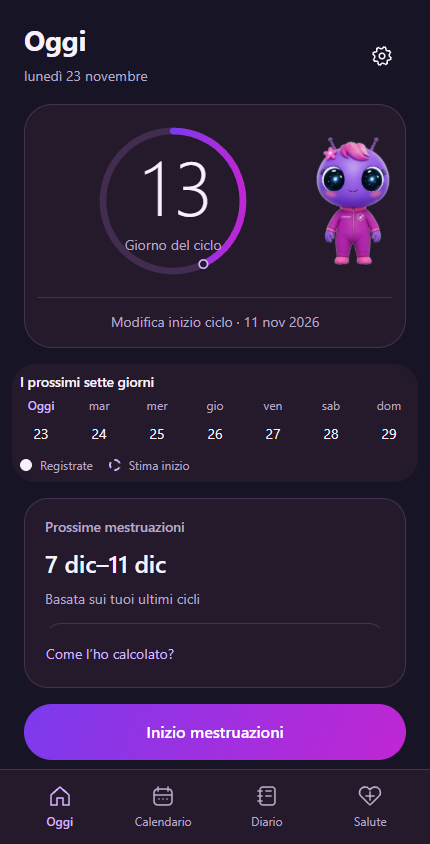 Oggi
lunedì 23 novembre
13
Giorno del ciclo
Modifica inizio ciclo · 11 nov 2026
I prossimi sette giorni
Oggi mar mer gio ven sab dom
23 24 25 26 27 28 29
Registrate Stima inizio
Prossime mestruazioni
7 dic–11 dic
Basata sui tuoi ultimi cicli
Come l’ho calcolato?
Inizio mestruazioni
Oggi Calendario Diario Salute